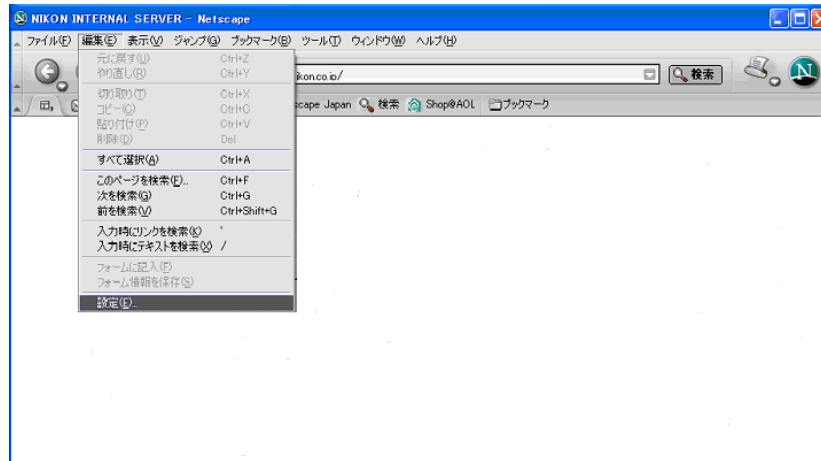 NIKON INTERNAL SERVER - Netscape
ファイル(F) 編集(E) 表示(V) ジャンプ(G) ブックマーク(B) ツール(T) ウィンドウ(W) ヘルプ(H)
元に戻す(U) Ctrl+Z
やり直し(R) Ctrl+Y
ikon.co.jp/ 検索
切り取り(T) Ctrl+X
コピー(C) Ctrl+C
scape Japan 検索 Shop@AOL ブックマーク
貼り付け(P) Ctrl+V
削除(D) Del
すべて選択(A) Ctrl+A
このページを検索(F)... Ctrl+F
次を検索(G) Ctrl+G
前を検索(V) Ctrl+Shift+G
入力時にリンクを検索(K) '
入力時にテキストを検索(X) /
フォームに記入(F)
フォーム情報を保存(S)
設定(E)...